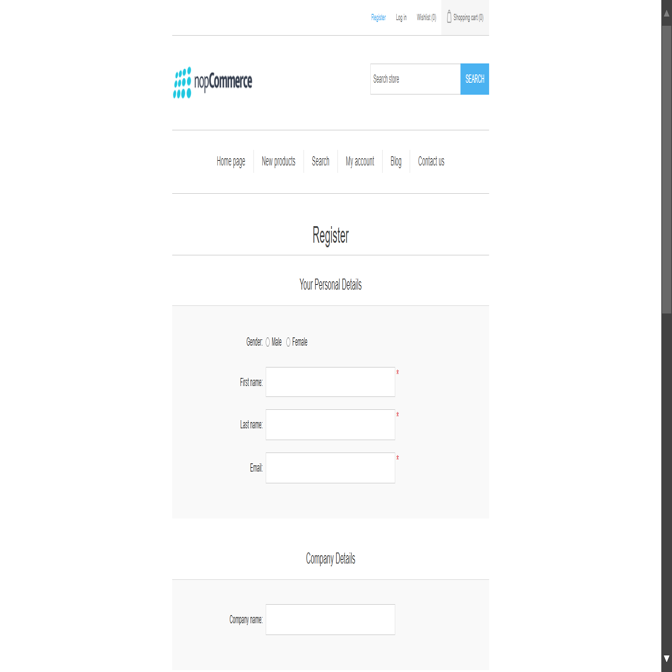 Register Log in Wishlist (0) Shopping cart (0)
nopCommerce
Search store SEARCH
Home page New products Search My account Blog Contact us
Register
Your Personal Details
Gender: Male Female
First name: *
Last name: *
Email: *
Company Details
Company name: